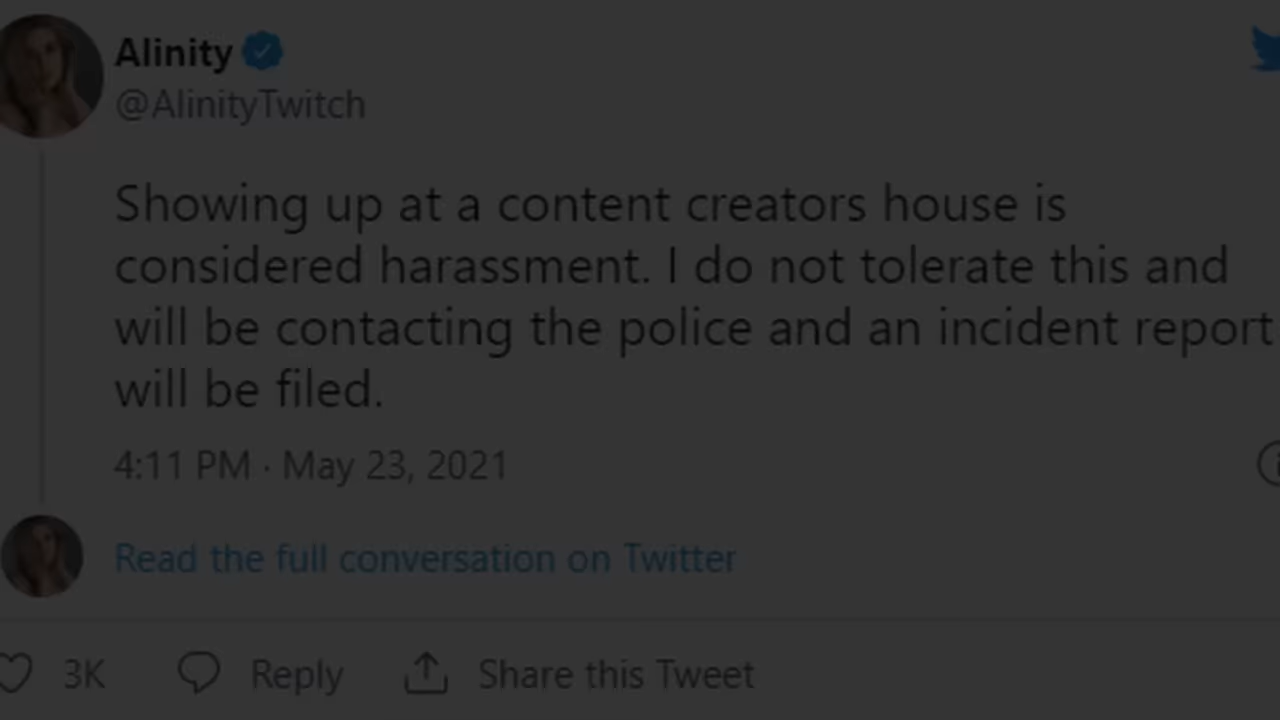 Alinity
@AlinityTwitch
Showing up at a content creators house is
considered harassment. I do not tolerate this and
will be contacting the police and an incident report
will be filed.
4:11 PM · May 23, 2021
Read the full conversation on Twitter
3K Reply Share this Tweet